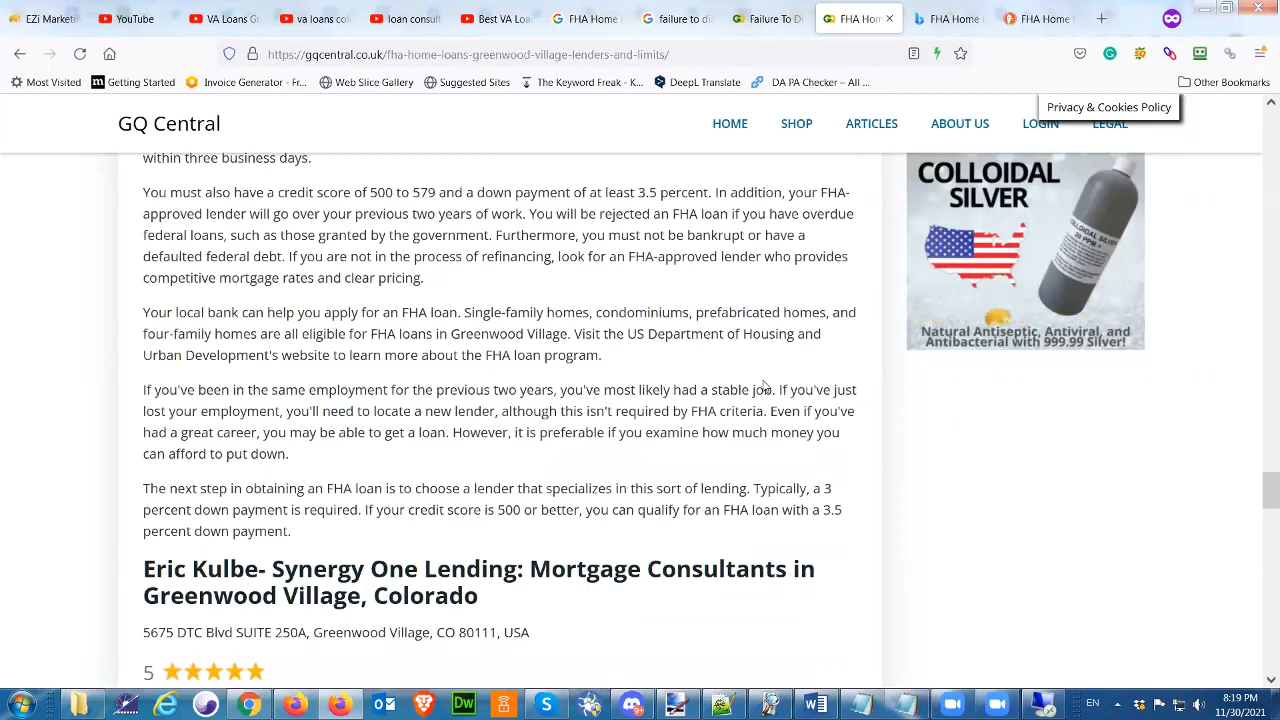 EZi Marketi
YouTube
VA Loans G
va loans col
loan consult
Best VA Loa
FHA Home
failure to di
Failure To D
FHA Hom
FHA Home
FHA Home
https://gqcentral.co.uk/fha-home-loans-greenwood-village-lenders-and-limits/
Most Visited
Getting Started
Invoice Generator - Fr...
Web Slice Gallery
Suggested Sites
The Keyword Freak - K...
DeepL Translate
DA PA Checker – All ...
Other Bookmarks
Privacy & Cookies Policy
GQ Central
HOME
SHOP
ARTICLES
ABOUT US
LOGIN
LEGAL
within three business days.
You must also have a credit score of 500 to 579 and a down payment of at least 3.5 percent. In addition, your FHA-
approved lender will go over your previous two years of work. You will be rejected an FHA loan if you have overdue
federal loans, such as those granted by the government. Furthermore, you must not be bankrupt or have a
defaulted federal debt. If you are not in the process of refinancing, look for an FHA-approved lender who provides
competitive mortgage rates and clear pricing.
Your local bank can help you apply for an FHA loan. Single-family homes, condominiums, prefabricated homes, and
four-family homes are all eligible for FHA loans in Greenwood Village. Visit the US Department of Housing and
Urban Development's website to learn more about the FHA loan program.
If you've been in the same employment for the previous two years, you've most likely had a stable job. If you've just
lost your employment, you'll need to locate a new lender, although this isn't required by FHA criteria. Even if you've
had a great career, you may be able to get a loan. However, it is preferable if you examine how much money you
can afford to put down.
The next step in obtaining an FHA loan is to choose a lender that specializes in this sort of lending. Typically, a 3
percent down payment is required. If your credit score is 500 or better, you can qualify for an FHA loan with a 3.5
percent down payment.
Eric Kulbe- Synergy One Lending: Mortgage Consultants in
Greenwood Village, Colorado
5675 DTC Blvd SUITE 250A, Greenwood Village, CO 80111, USA
5
COLLOIDAL
SILVER
COLLOIDAL SILVER
20 PPM
Natural Antiseptic, Antiviral, and
Antibacterial with 999.99 Silver!
EN
8:19 PM
11/30/2021